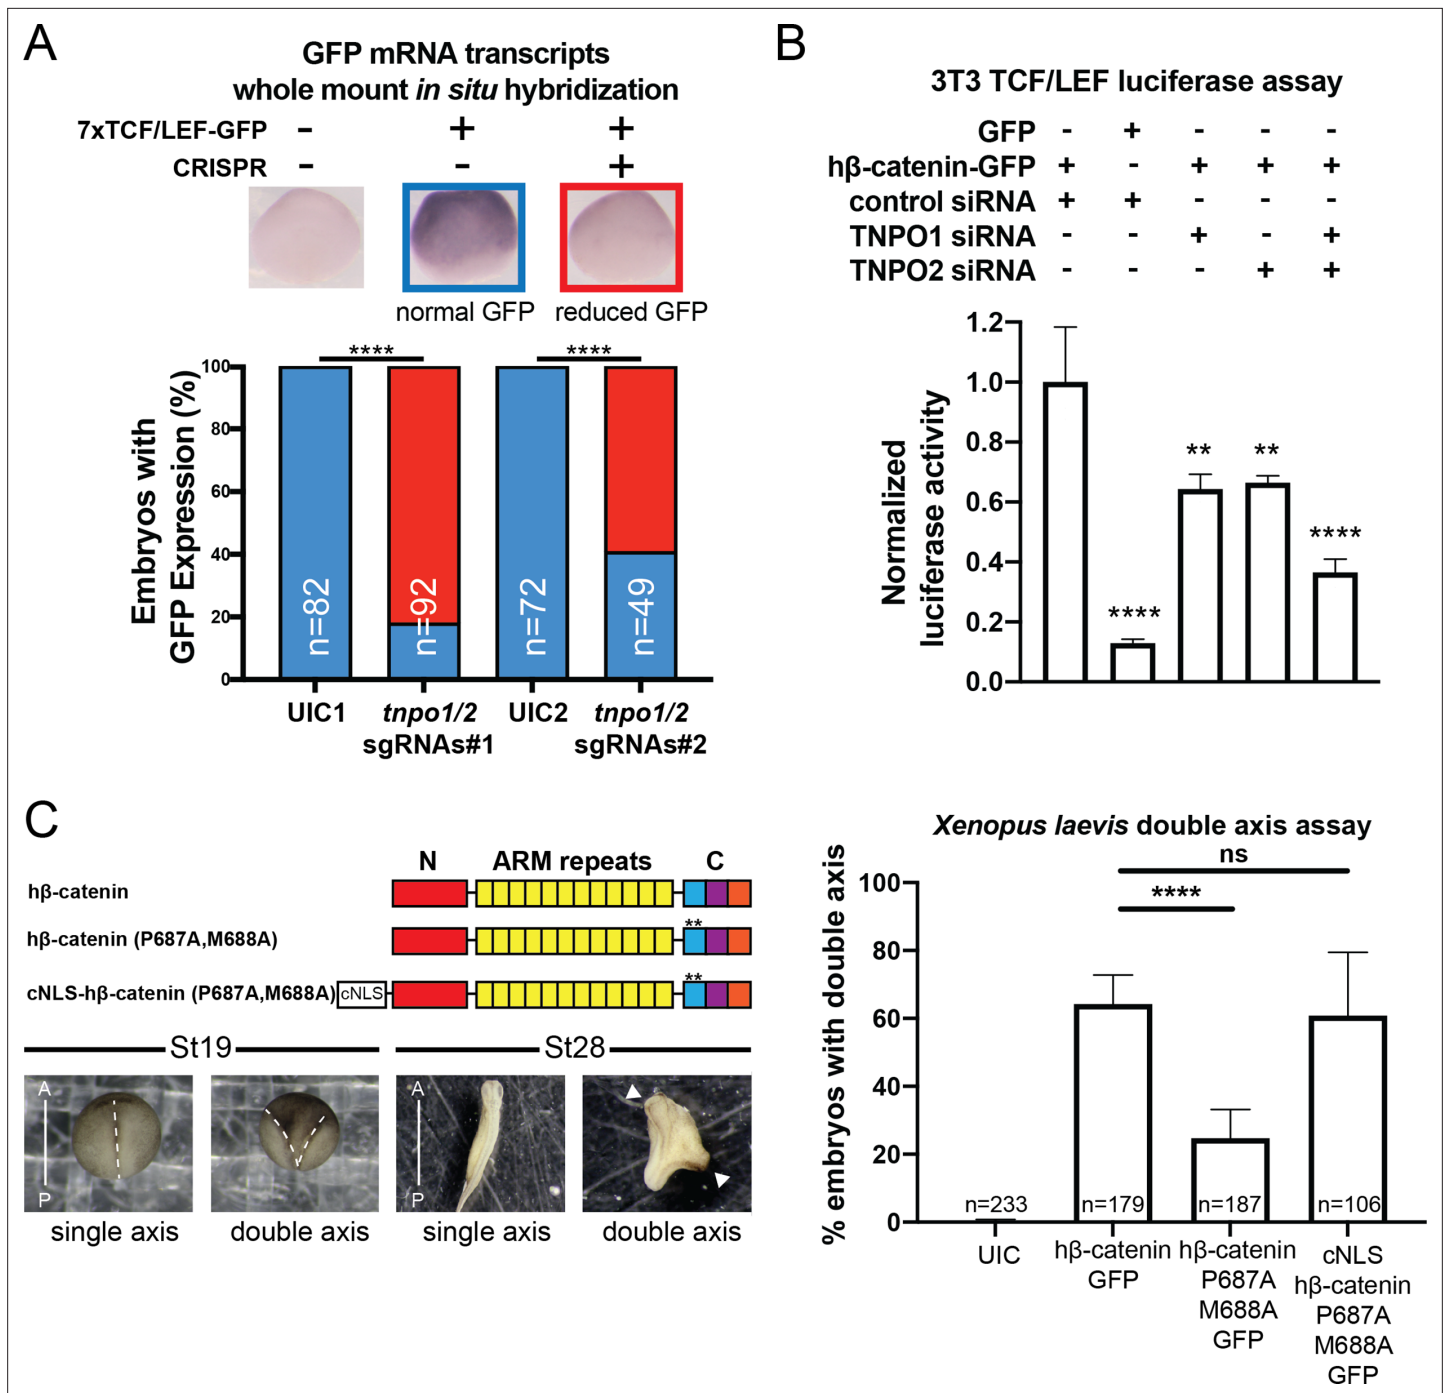 A
GFP mRNA transcripts
whole mount in situ hybridization
7xTCF/LEF-GFP - + +
CRISPR - - +
normal GFP reduced GFP
Embryos with
GFP Expression (%)
100
80
60
40
20
0
****
****
n=82
n=92
n=72
n=49
UIC1
tnpo1/2
sgRNAs#1
UIC2
tnpo1/2
sgRNAs#2
B
3T3 TCF/LEF luciferase assay
GFP - + - - -
hβ-catenin-GFP + - + + +
control siRNA + + - - -
TNPO1 siRNA - - + - +
TNPO2 siRNA - - - + +
Normalized
luciferase activity
1.2
1.0
0.8
0.6
0.4
0.2
0.0
****
**
**
****
C
N ARM repeats C
hβ-catenin
hβ-catenin (P687A,M688A)
**
cNLS-hβ-catenin (P687A,M688A)
cNLS
**
St19
St28
A
P
A
P
single axis
double axis
single axis
double axis
Xenopus laevis double axis assay
ns
****
% embryos with double axis
100
80
60
40
20
0
n=233
n=179
n=187
n=106
UIC
hβ-catenin
GFP
hβ-catenin
P687A
M688A
GFP
cNLS
hβ-catenin
P687A
M688A
GFP